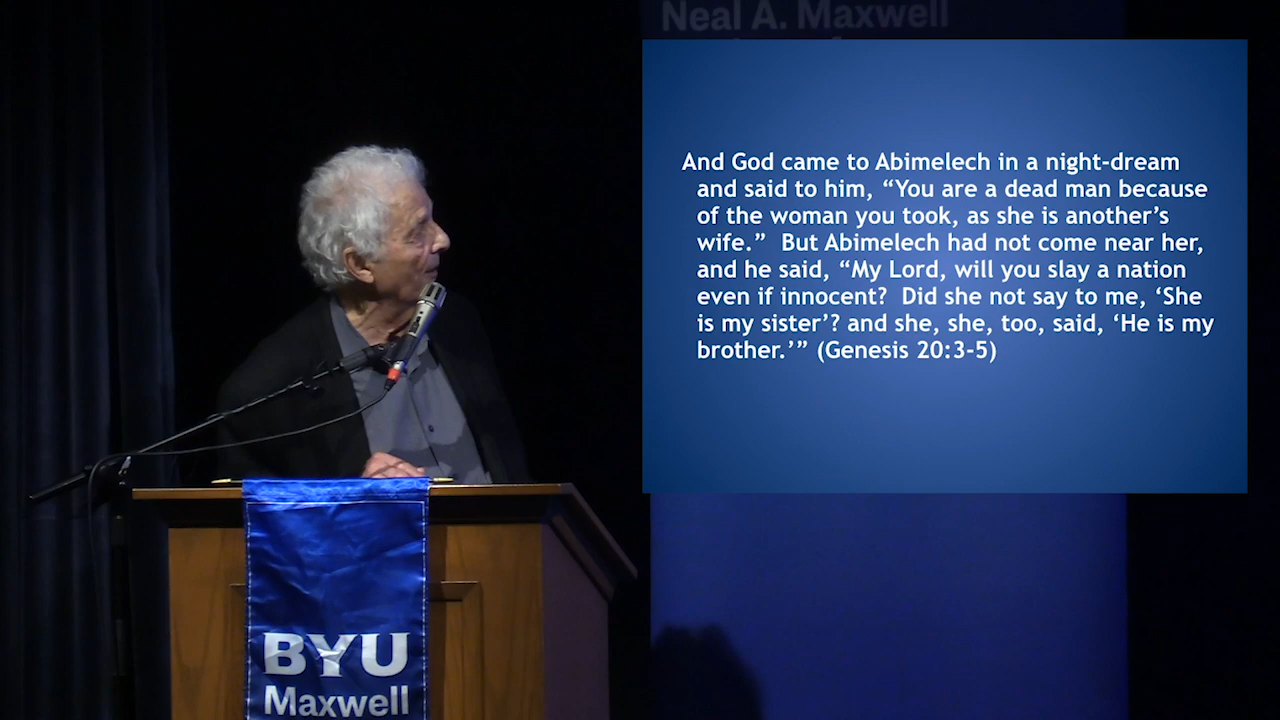 Neal A. Maxwell
And God came to Abimelech in a night-dream
and said to him, “You are a dead man because
of the woman you took, as she is another’s
wife.”  But Abimelech had not come near her,
and he said, “My Lord, will you slay a nation
even if innocent?  Did she not say to me, ‘She
is my sister’? and she, she, too, said, ‘He is my
brother.’” (Genesis 20:3-5)
BYU
Maxwell